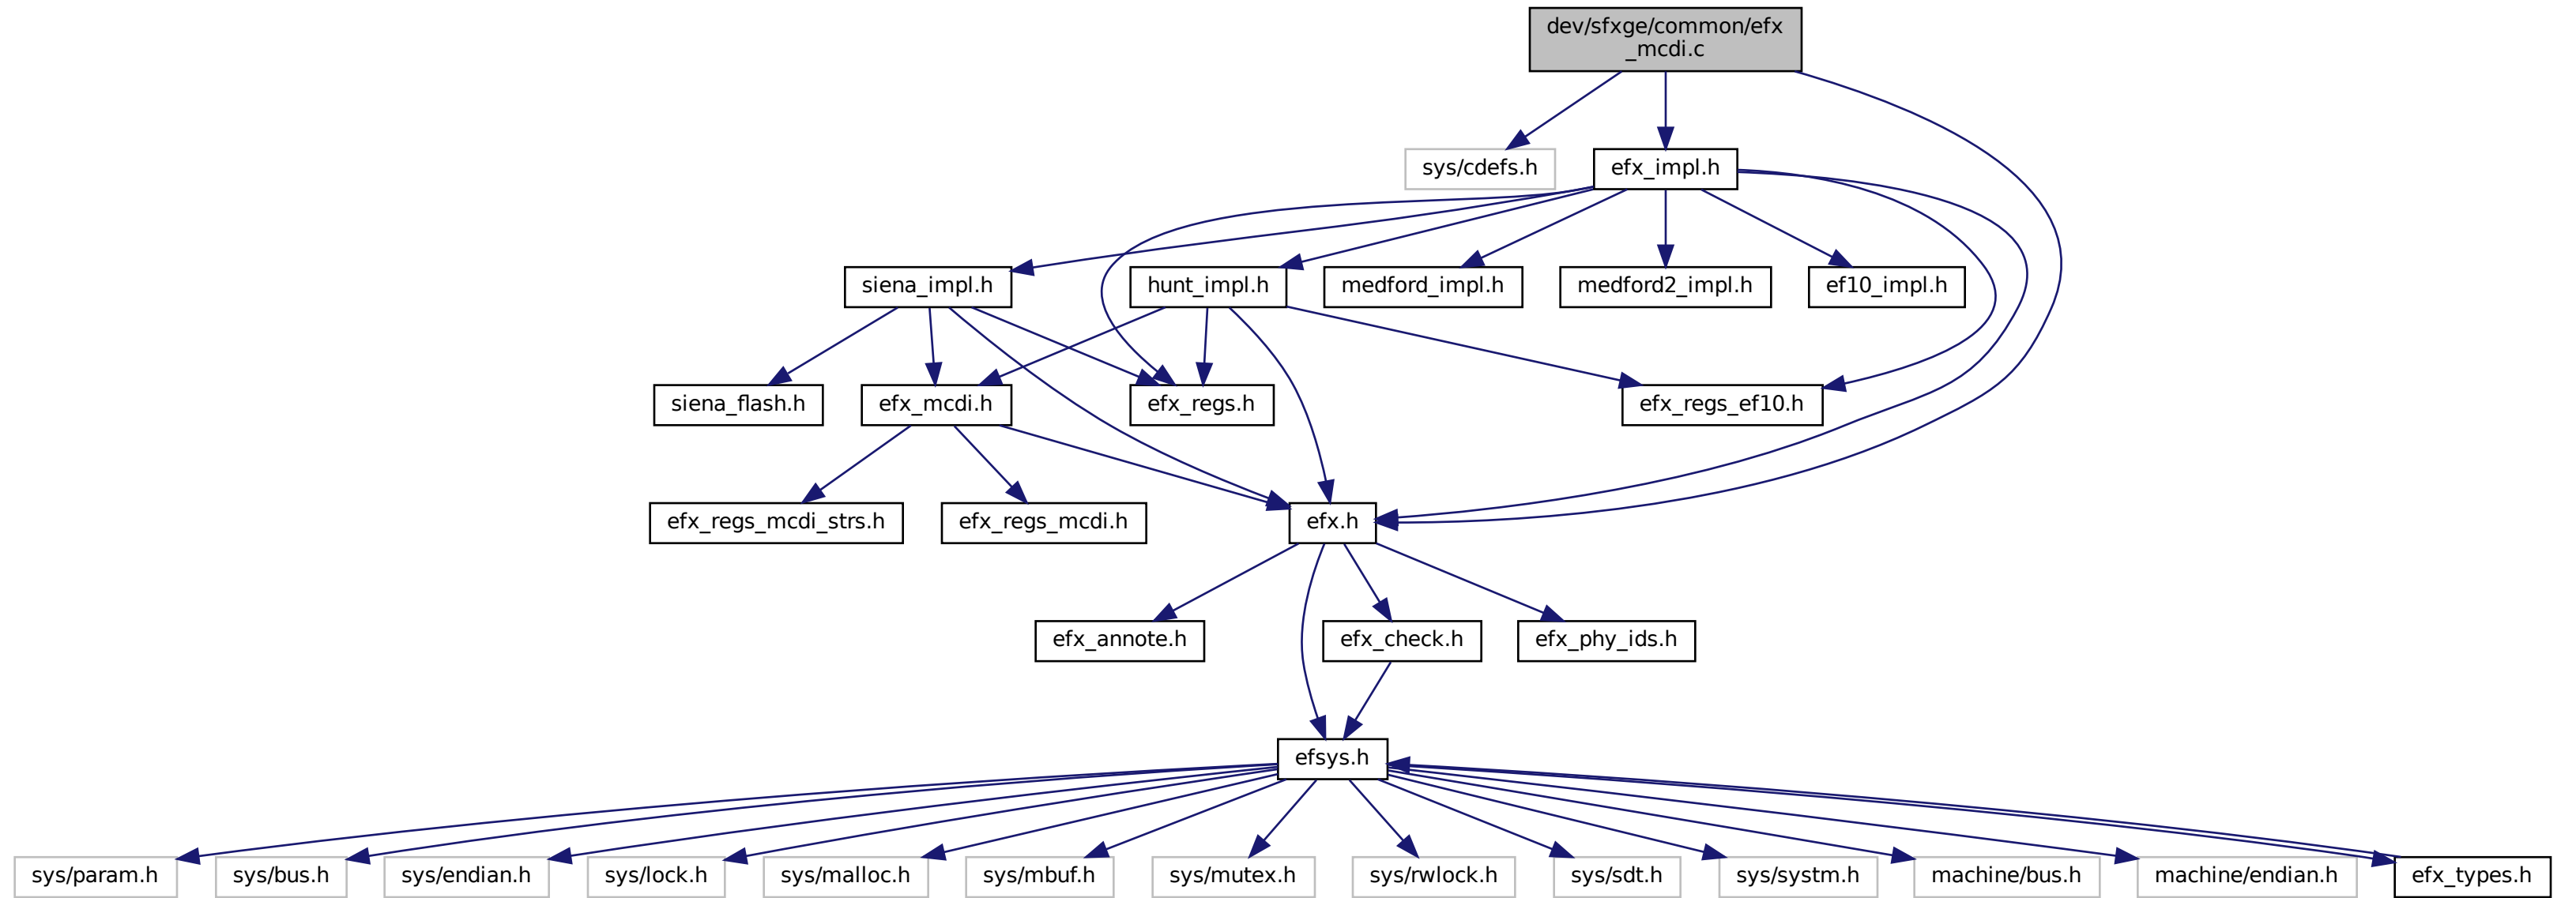 dev/sfxge/common/efx
_mcdi.c
sys/cdefs.h
efx_impl.h
siena_impl.h
hunt_impl.h
medford_impl.h
medford2_impl.h
ef10_impl.h
siena_flash.h
efx_mcdi.h
efx_regs.h
efx_regs_ef10.h
efx_regs_mcdi_strs.h
efx_regs_mcdi.h
efx.h
efx_annote.h
efx_check.h
efx_phy_ids.h
efsys.h
sys/param.h
sys/bus.h
sys/endian.h
sys/lock.h
sys/malloc.h
sys/mbuf.h
sys/mutex.h
sys/rwlock.h
sys/sdt.h
sys/systm.h
machine/bus.h
machine/endian.h
efx_types.h